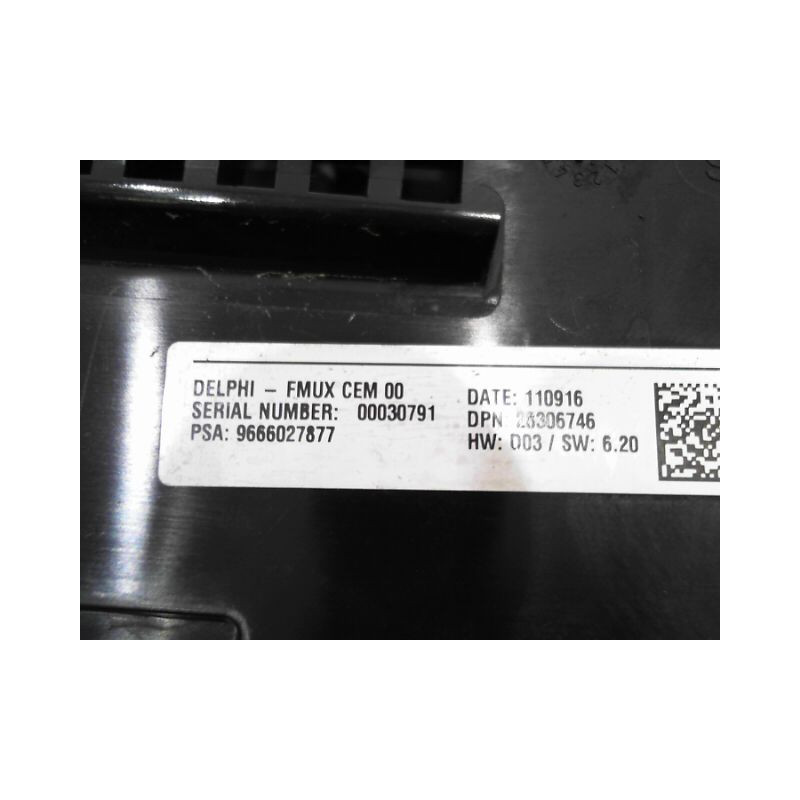 DELPHI – FMUX CEM 00
SERIAL NUMBER: 00030791
PSA: 9666027877
DATE: 110916
DPN: 28306746
HW: D03 / SW: 6.20